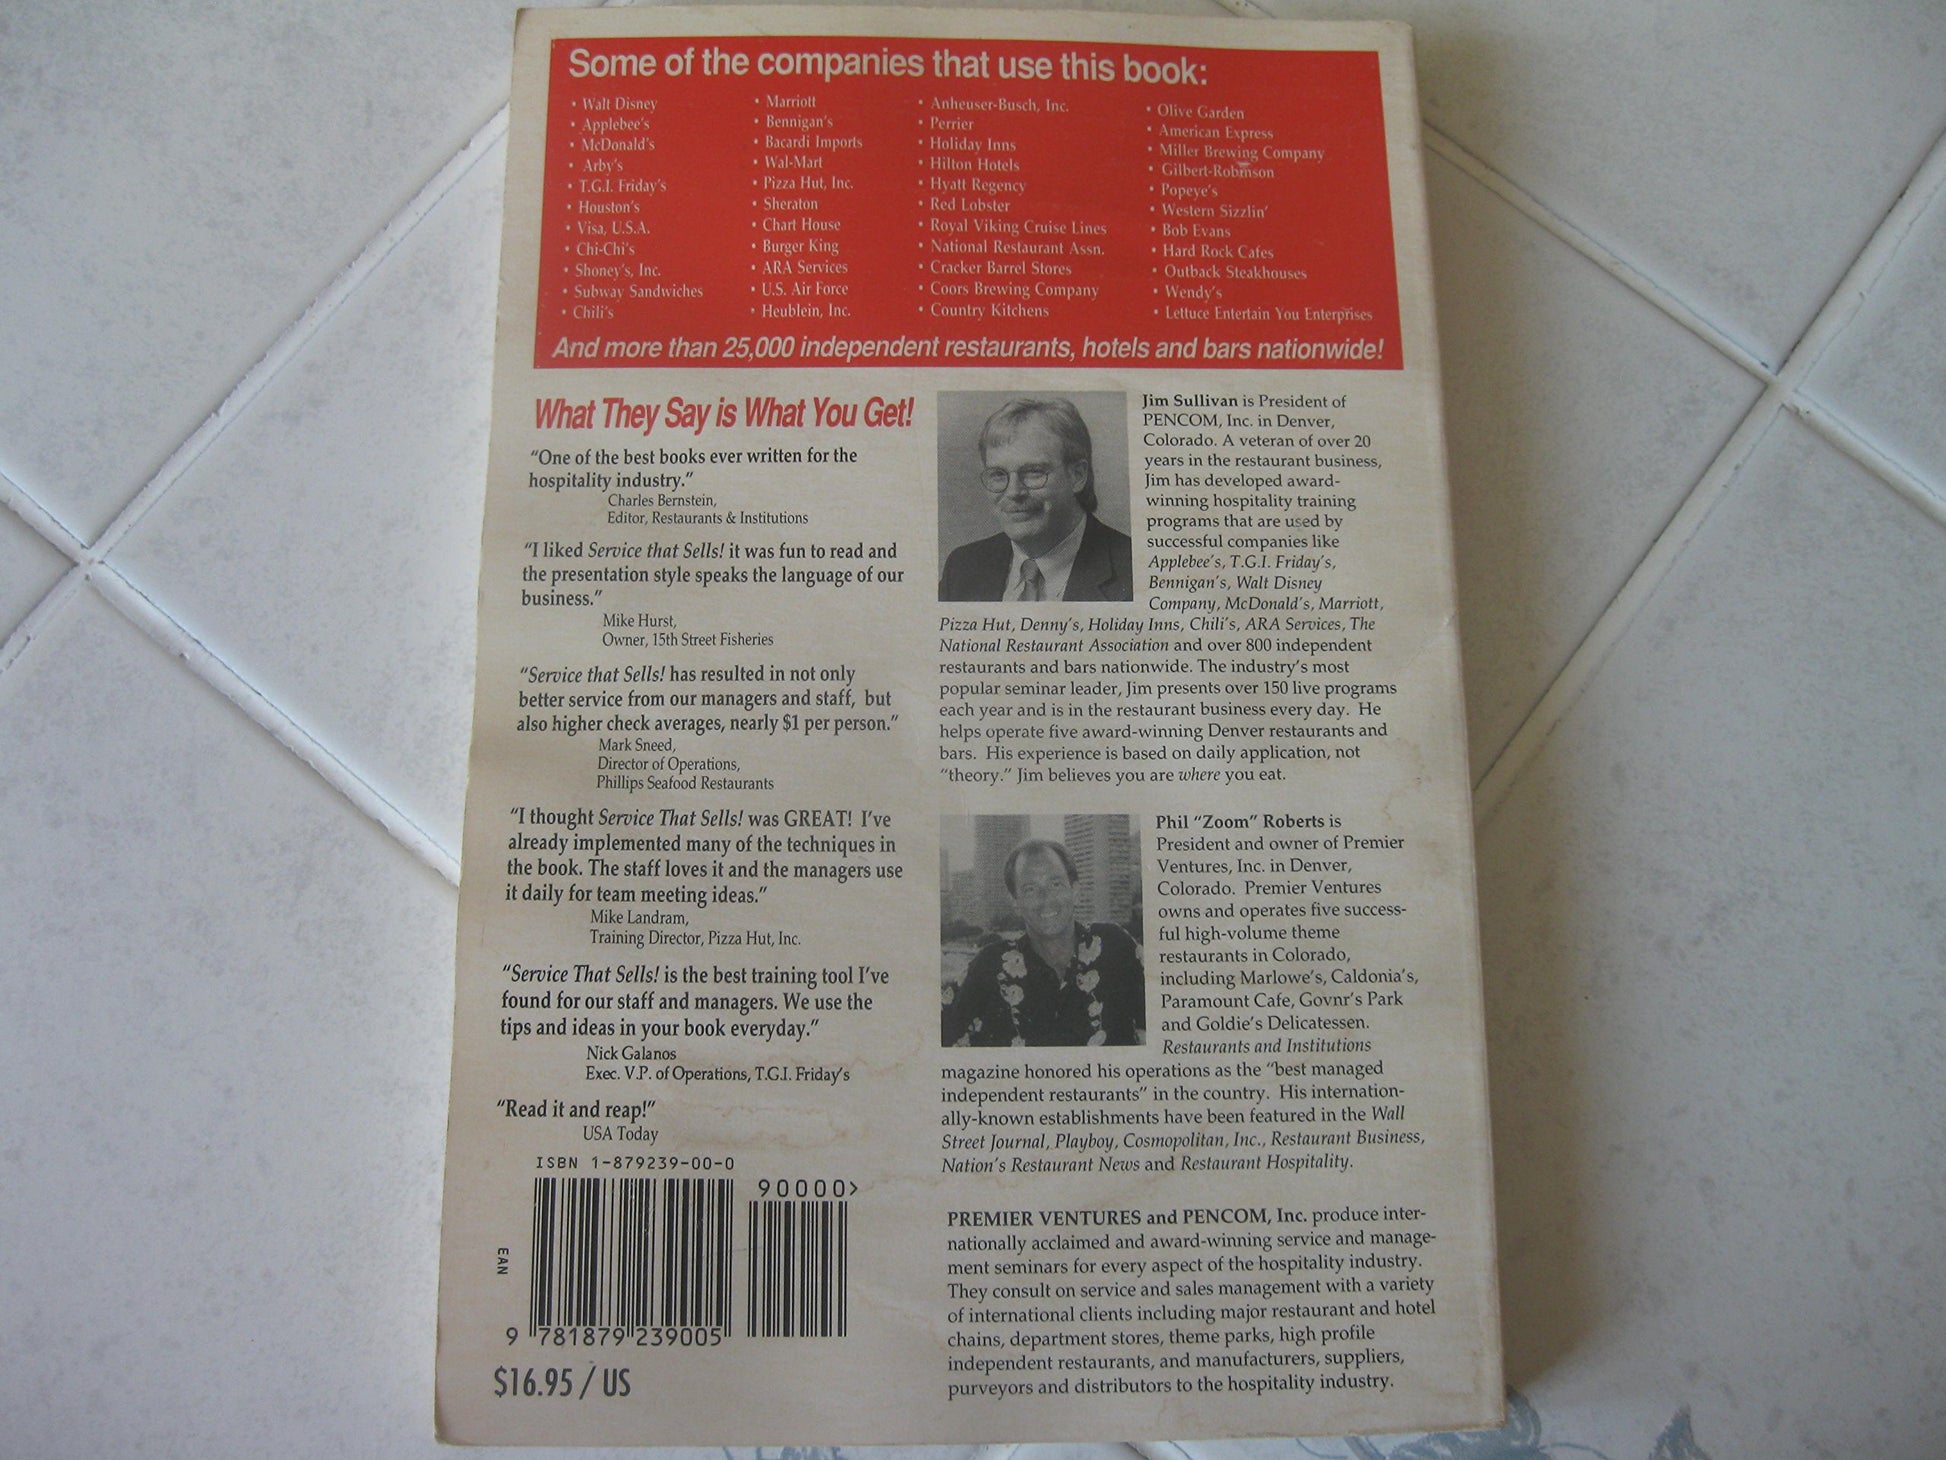 Some of the companies that use this book:
• Walt Disney
• Applebee's
• McDonald's
• Arby's
• T.G.I. Friday's
• Houston's
• Visa, U.S.A.
• Chi-Chi's
• Shoney's, Inc.
• Subway Sandwiches
• Chili's
• Marriott
• Bennigan's
• Bacardi Imports
• Wal-Mart
• Pizza Hut, Inc.
• Sheraton
• Chart House
• Burger King
• ARA Services
• U.S. Air Force
• Heublein, Inc.
• Anheuser-Busch, Inc.
• Perrier
• Holiday Inns
• Hilton Hotels
• Hyatt Regency
• Red Lobster
• Royal Viking Cruise Lines
• National Restaurant Assn.
• Cracker Barrel Stores
• Coors Brewing Company
• Country Kitchens
• Olive Garden
• American Express
• Miller Brewing Company
• Gilbert-Robinson
• Popeye's
• Western Sizzlin'
• Bob Evans
• Hard Rock Cafes
• Outback Steakhouses
• Wendy's
• Lettuce Entertain You Enterprises
And more than 25,000 independent restaurants, hotels and bars nationwide!
What They Say is What You Get!
“One of the best books ever written for the
hospitality industry.”
Charles Bernstein,
Editor, Restaurants & Institutions
“I liked Service that Sells! it was fun to read and
the presentation style speaks the language of our
business.”
Mike Hurst,
Owner, 15th Street Fisheries
“Service that Sells! has resulted in not only
better service from our managers and staff, but
also higher check averages, nearly $1 per person.”
Mark Sneed,
Director of Operations,
Phillips Seafood Restaurants
“I thought Service That Sells! was GREAT! I've
already implemented many of the techniques in
the book. The staff loves it and the managers use
it daily for team meeting ideas.”
Mike Landram,
Training Director, Pizza Hut, Inc.
“Service That Sells! is the best training tool I've
found for our staff and managers. We use the
tips and ideas in your book everyday.”
Nick Galanos
Exec. V.P. of Operations, T.G.I. Friday's
“Read it and reap!”
USA Today
ISBN 1-879239-00-0
90000>
EAN
9 781879 239005
$16.95 / US
Jim Sullivan is President of
PENCOM, Inc. in Denver,
Colorado. A veteran of over 20
years in the restaurant business,
Jim has developed award-
winning hospitality training
programs that are used by
successful companies like
Applebee's, T.G.I. Friday's,
Bennigan's, Walt Disney
Company, McDonald's, Marriott,
Pizza Hut, Denny's, Holiday Inns, Chili's, ARA Services, The
National Restaurant Association and over 800 independent
restaurants and bars nationwide. The industry's most
popular seminar leader, Jim presents over 150 live programs
each year and is in the restaurant business every day. He
helps operate five award-winning Denver restaurants and
bars. His experience is based on daily application, not
“theory.” Jim believes you are where you eat.
Phil “Zoom” Roberts is
President and owner of Premier
Ventures, Inc. in Denver,
Colorado. Premier Ventures
owns and operates five success-
ful high-volume theme
restaurants in Colorado,
including Marlowe's, Caldonia's,
Paramount Cafe, Govnr's Park
and Goldie's Delicatessen.
Restaurants and Institutions
magazine honored his operations as the “best managed
independent restaurants” in the country. His internation-
ally-known establishments have been featured in the Wall
Street Journal, Playboy, Cosmopolitan, Inc., Restaurant Business,
Nation's Restaurant News and Restaurant Hospitality.
PREMIER VENTURES and PENCOM, Inc. produce inter-
nationally acclaimed and award-winning service and manage-
ment seminars for every aspect of the hospitality industry.
They consult on service and sales management with a variety
of international clients including major restaurant and hotel
chains, department stores, theme parks, high profile
independent restaurants, and manufacturers, suppliers,
purveyors and distributors to the hospitality industry.